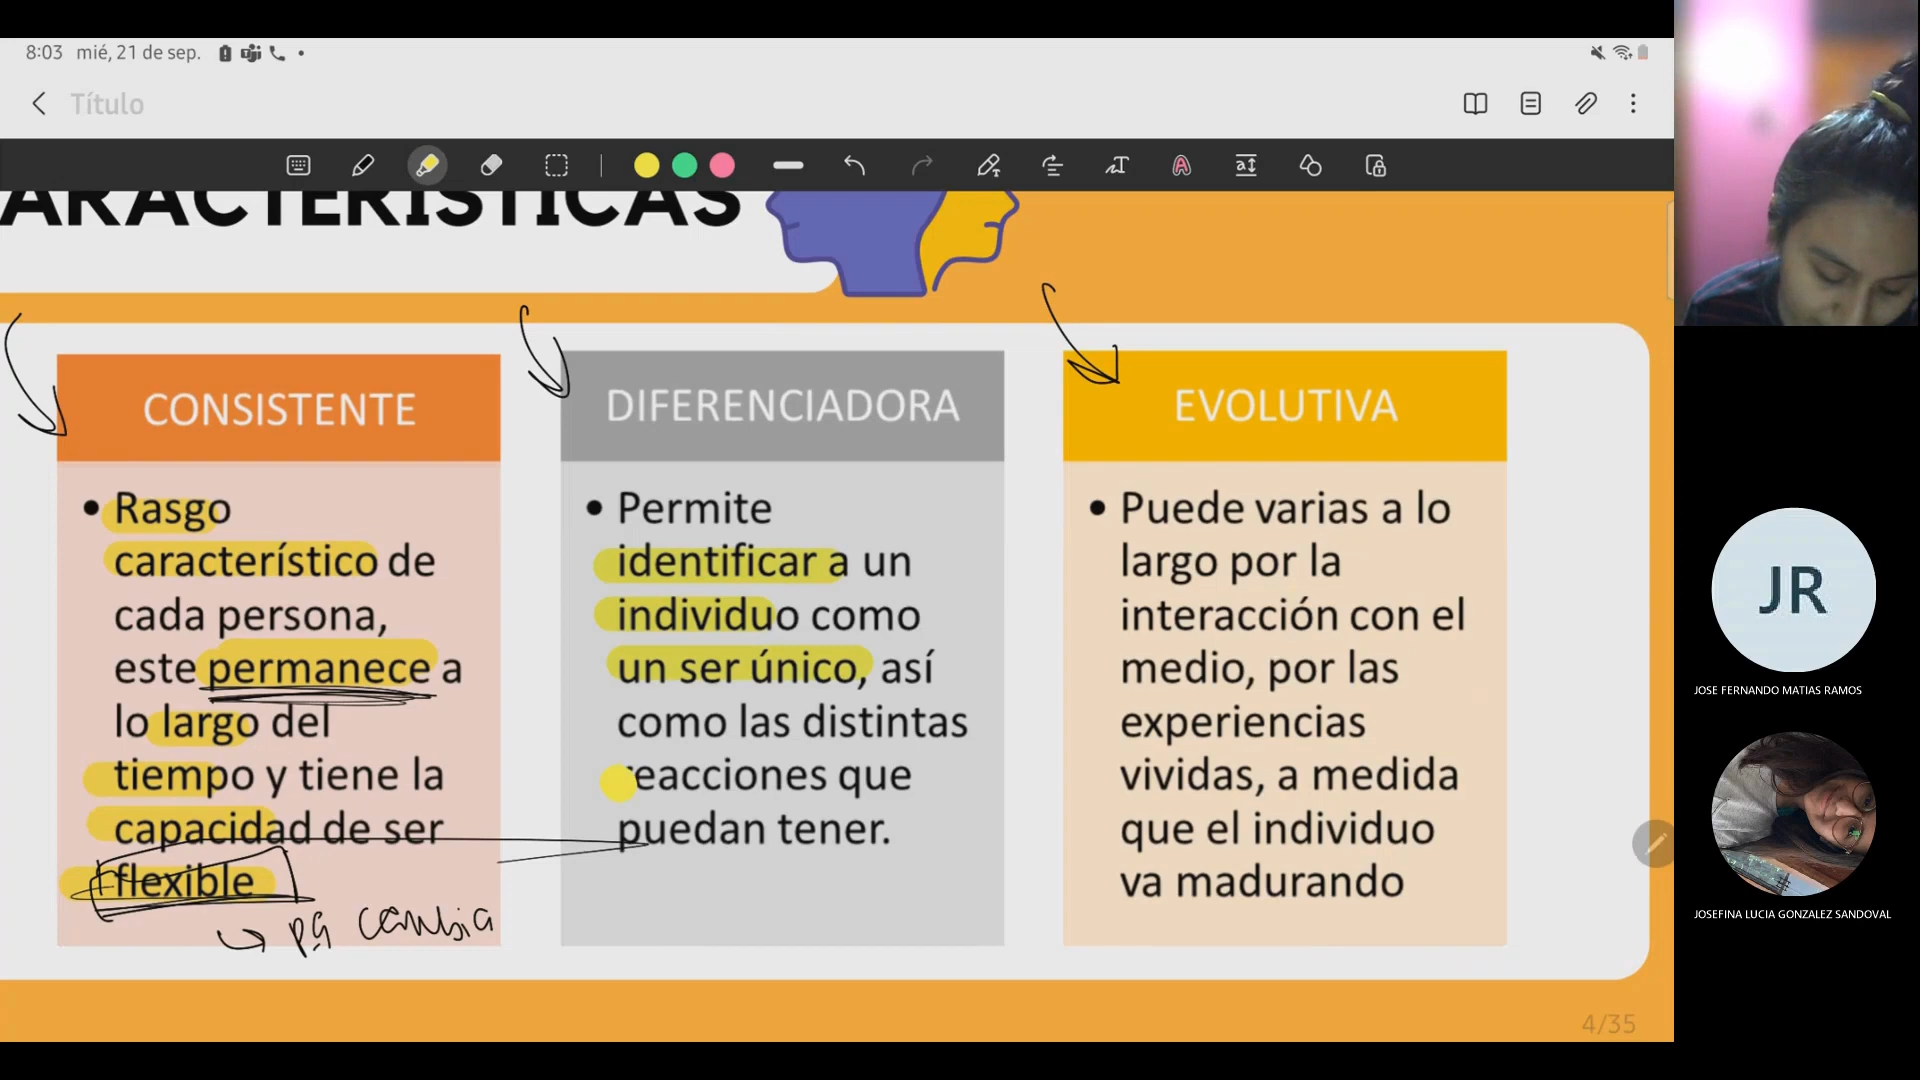 8:03 mié, 21 de sep.
Título
ARACTERÍSTICAS
CONSISTENTE
• Rasgo
característico de
cada persona,
este permanece a
lo largo del
tiempo y tiene la
capacidad de ser
flexible
DIFERENCIADORA
• Permite
identificar a un
individuo como
un ser único, así
como las distintas
reacciones que
puedan tener.
EVOLUTIVA
• Puede varias a lo
largo por la
interacción con el
medio, por las
experiencias
vividas, a medida
que el individuo
va madurando
4/35
JR
JOSE FERNANDO MATIAS RAMOS
JOSEFINA LUCIA GONZALEZ SANDOVAL